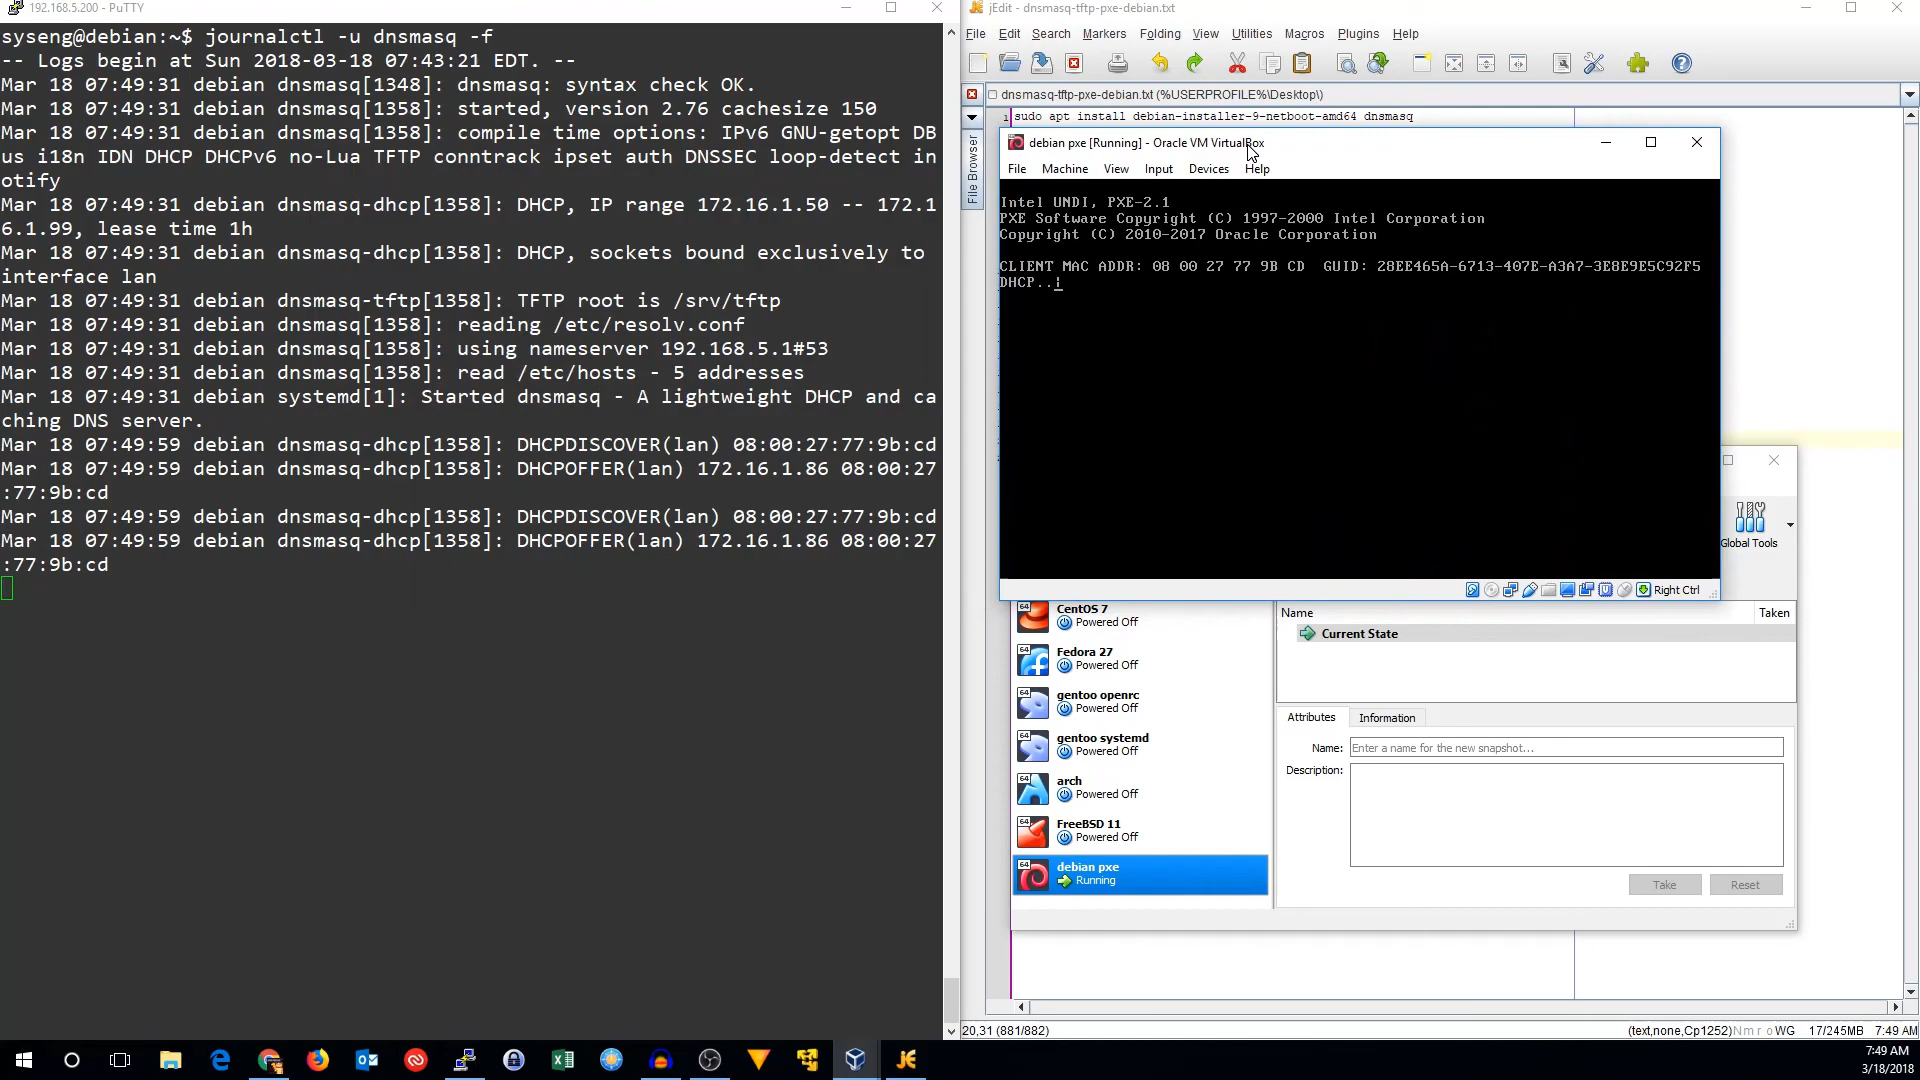 192.168.5.200 - PuTTY
syseng@debian:~$ journalctl -u dnsmasq -f
-- Logs begin at Sun 2018-03-18 07:43:21 EDT. --
Mar 18 07:49:31 debian dnsmasq[1348]: dnsmasq: syntax check OK.
Mar 18 07:49:31 debian dnsmasq[1358]: started, version 2.76 cachesize 150
Mar 18 07:49:31 debian dnsmasq[1358]: compile time options: IPv6 GNU-getopt DB
us i18n IDN DHCP DHCPv6 no-Lua TFTP conntrack ipset auth DNSSEC loop-detect in
otify
Mar 18 07:49:31 debian dnsmasq-dhcp[1358]: DHCP, IP range 172.16.1.50 -- 172.1
6.1.99, lease time 1h
Mar 18 07:49:31 debian dnsmasq-dhcp[1358]: DHCP, sockets bound exclusively to
interface lan
Mar 18 07:49:31 debian dnsmasq-tftp[1358]: TFTP root is /srv/tftp
Mar 18 07:49:31 debian dnsmasq[1358]: reading /etc/resolv.conf
Mar 18 07:49:31 debian dnsmasq[1358]: using nameserver 192.168.5.1#53
Mar 18 07:49:31 debian dnsmasq[1358]: read /etc/hosts - 5 addresses
Mar 18 07:49:31 debian systemd[1]: Started dnsmasq - A lightweight DHCP and ca
ching DNS server.
Mar 18 07:49:59 debian dnsmasq-dhcp[1358]: DHCPDISCOVER(lan) 08:00:27:77:9b:cd
Mar 18 07:49:59 debian dnsmasq-dhcp[1358]: DHCPOFFER(lan) 172.16.1.86 08:00:27
:77:9b:cd
Mar 18 07:49:59 debian dnsmasq-dhcp[1358]: DHCPDISCOVER(lan) 08:00:27:77:9b:cd
Mar 18 07:49:59 debian dnsmasq-dhcp[1358]: DHCPOFFER(lan) 172.16.1.86 08:00:27
:77:9b:cd
jEdit - dnsmasq-tftp-pxe-debian.txt
File Edit Search Markers Folding View Utilities Macros Plugins Help
dnsmasq-tftp-pxe-debian.txt (%USERPROFILE%\Desktop\)
File Browser
1 sudo apt install debian-installer-9-netboot-amd64 dnsmasq
debian pxe [Running] - Oracle VM VirtualBox
File Machine View Input Devices Help
Intel UNDI, PXE-2.1
PXE Software Copyright (C) 1997-2000 Intel Corporation
Copyright (C) 2010-2017 Oracle Corporation
CLIENT MAC ADDR: 08 00 27 77 9B CD  GUID: 28EE465A-6713-407E-A3A7-3E8E9E5C92F5
DHCP..¦_
Right Ctrl
Global Tools
64 CentOS 7
Powered Off
64 Fedora 27
Powered Off
64 gentoo openrc
Powered Off
64 gentoo systemd
Powered Off
64 arch
Powered Off
64 FreeBSD 11
Powered Off
64 debian pxe
Running
Name Taken
Current State
Attributes Information
Name: Enter a name for the new snapshot...
Description:
Take Reset
20,31 (881/882)
(text,none,Cp1252) N m r o WG 17/245MB 7:49 AM
7:49 AM
3/18/2018